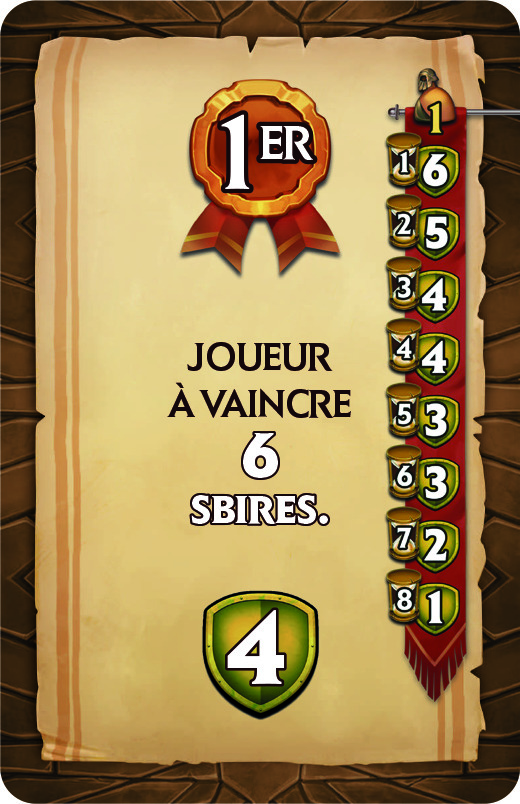 1ER
JOUEUR
À VAINCRE
6
SBIRES.
4
1
1 6
2 5
3 4
4 4
5 3
6 3
7 2
8 1